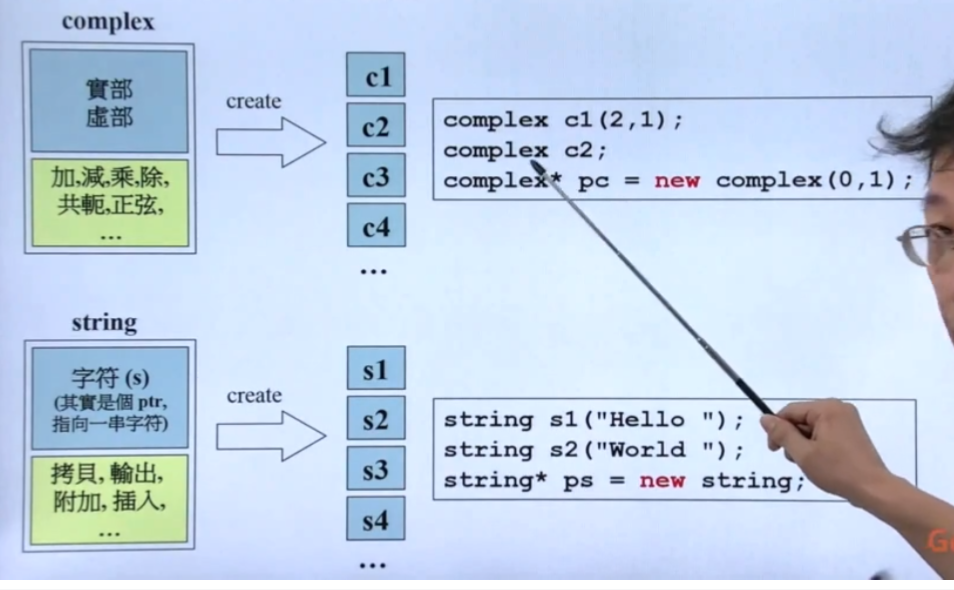 complex
實部
虛部
加,減,乘,除,
共軛,正弦,
...
create
c1
c2
c3
c4
...
complex c1(2,1);
complex c2;
complex* pc = new complex(0,1);
string
字符 (s)
(其實是個 ptr,
指向一串字符)
拷貝, 輸出,
附加, 插入,
...
create
s1
s2
s3
s4
...
string s1("Hello ");
string s2("World ");
string* ps = new string;